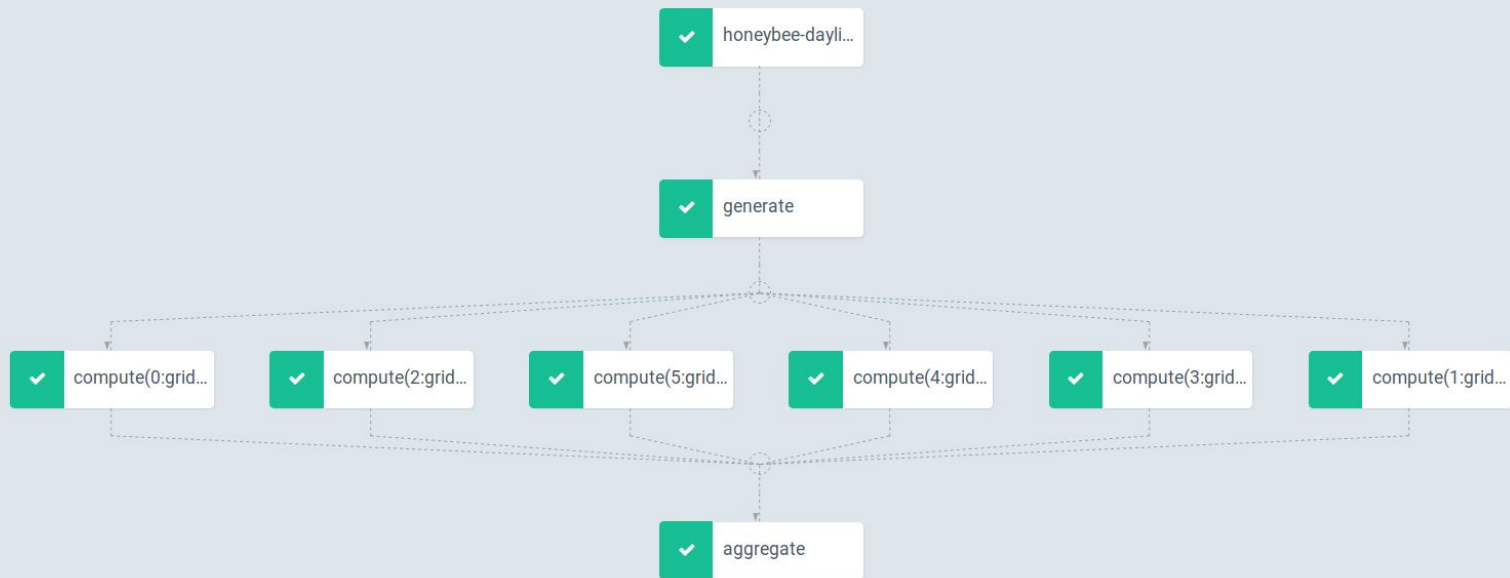 honeybee-dayli...
generate
compute(0:grid...
compute(2:grid...
compute(5:grid...
compute(4:grid...
compute(3:grid...
compute(1:grid...
aggregate